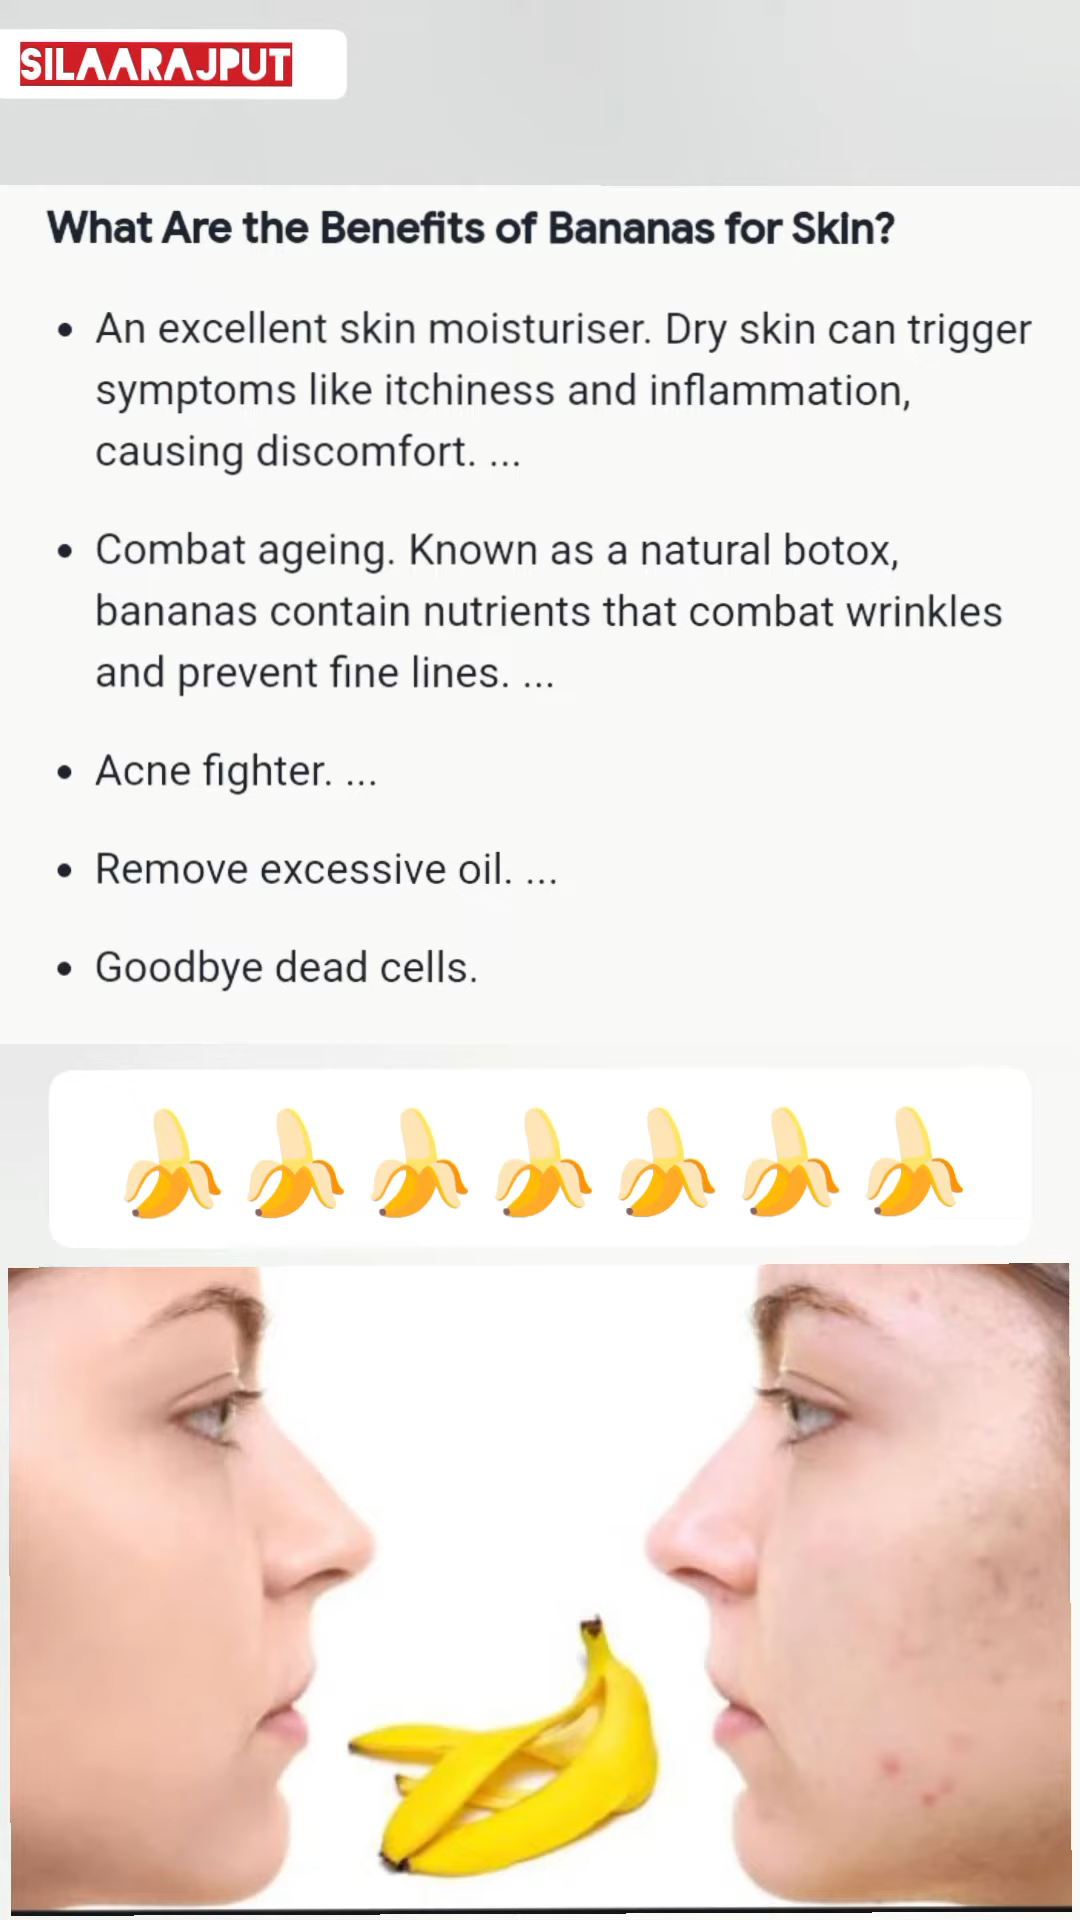 SILAARAJPUT
What Are the Benefits of Bananas for Skin?
• An excellent skin moisturiser. Dry skin can trigger
symptoms like itchiness and inflammation,
causing discomfort. ...
• Combat ageing. Known as a natural botox,
bananas contain nutrients that combat wrinkles
and prevent fine lines. ...
• Acne fighter. ...
• Remove excessive oil. ...
• Goodbye dead cells.